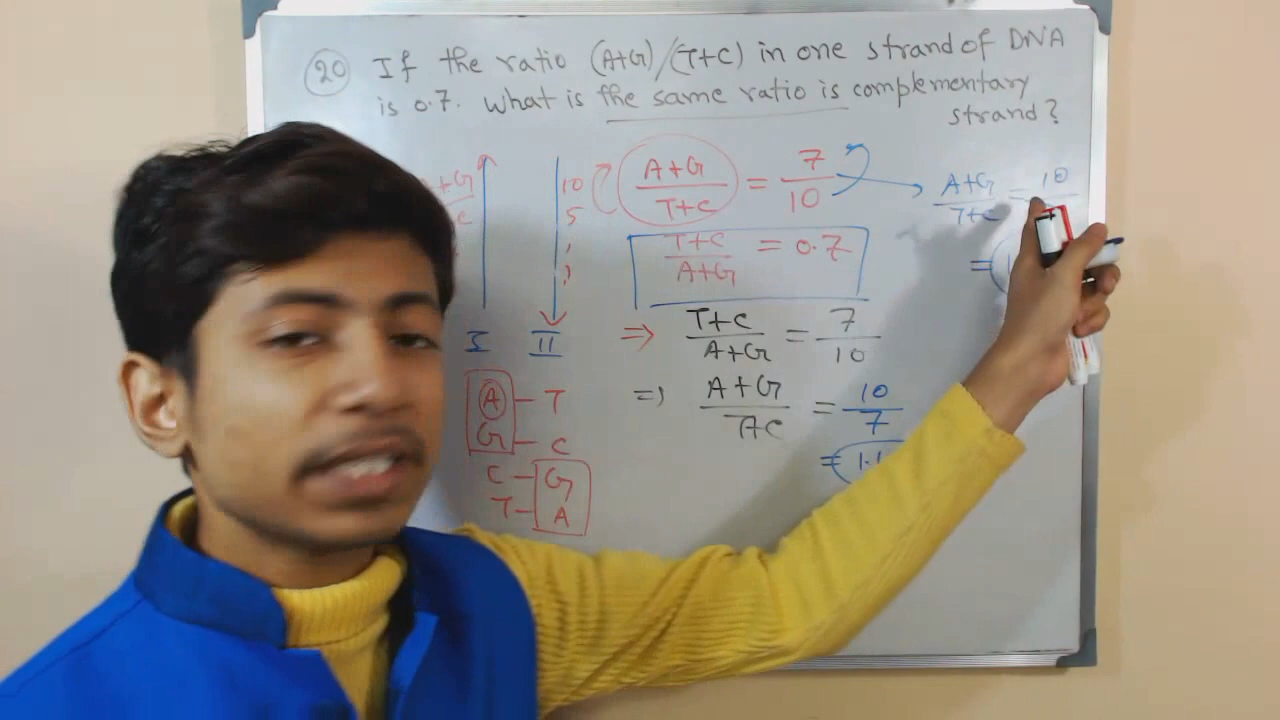 20 If the ratio (A+G)/(T+C) in one strand of DNA
is 0.7. What is the same ratio is complementary
strand?
A+G/T+C = 7/10
A+G/T+C = 10
10
5
T+C/A+G = 0.7
=
I II
⇒ T+C/A+G = 7/10
A - T
G - C
C - G
T - A
⇒ A+G/T+C = 10/7
=